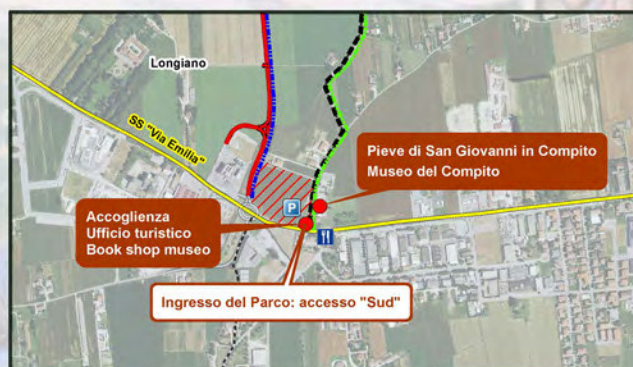 Longiano
SS "Via Emilia"
Pieve di San Giovanni in Compito
Museo del Compito
P
Accoglienza
Ufficio turistico
Book shop museo
Ingresso del Parco: accesso "Sud"